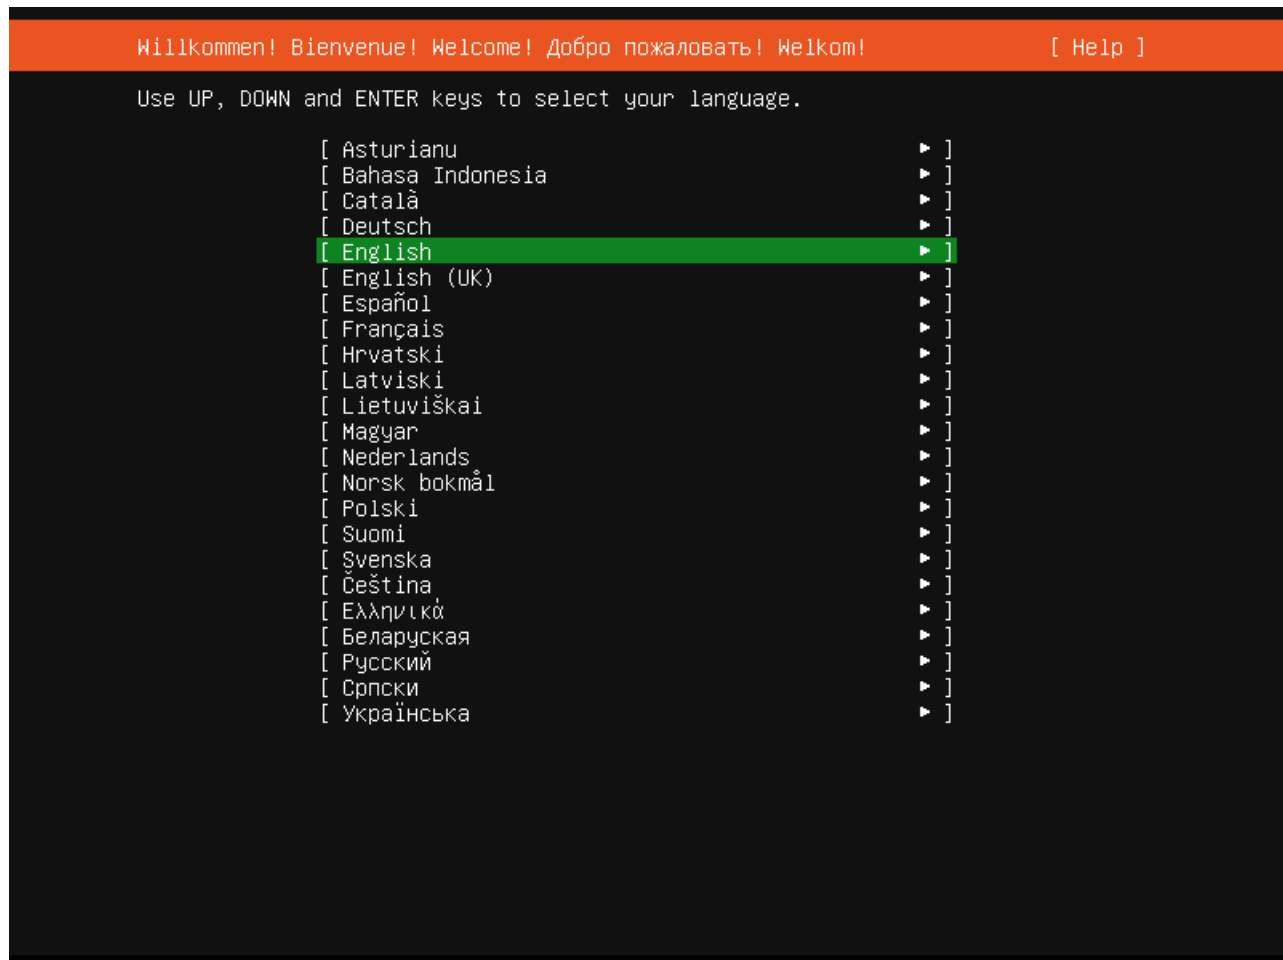 Willkommen! Bienvenue! Welcome! Добро пожаловать! Welkom! [ Help ]
Use UP, DOWN and ENTER keys to select your language.
[ Asturianu ▸ ]
[ Bahasa Indonesia ▸ ]
[ Català ▸ ]
[ Deutsch ▸ ]
[ English ▸ ]
[ English (UK) ▸ ]
[ Español ▸ ]
[ Français ▸ ]
[ Hrvatski ▸ ]
[ Latviski ▸ ]
[ Lietuviškai ▸ ]
[ Magyar ▸ ]
[ Nederlands ▸ ]
[ Norsk bokmål ▸ ]
[ Polski ▸ ]
[ Suomi ▸ ]
[ Svenska ▸ ]
[ Čeština ▸ ]
[ Ελληνικά ▸ ]
[ Беларуская ▸ ]
[ Русский ▸ ]
[ Српски ▸ ]
[ Українська ▸ ]